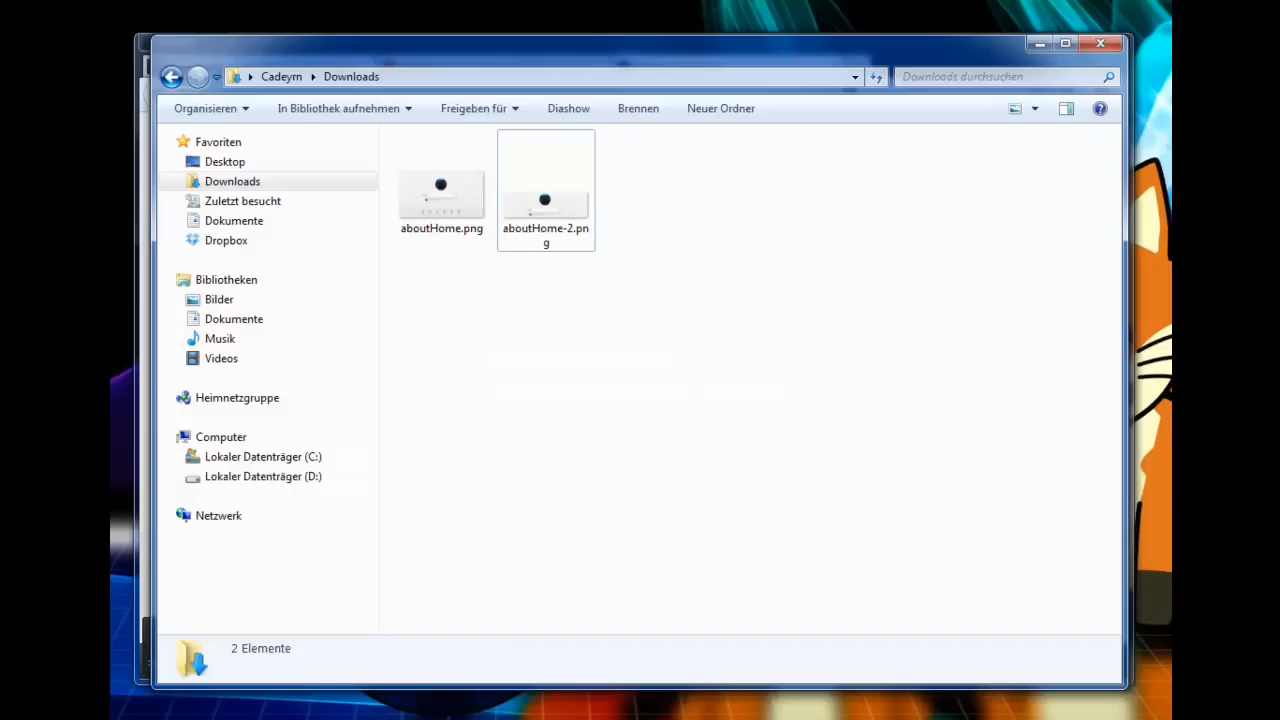 Cadeyrn Downloads
Downloads durchsuchen
Organisieren In Bibliothek aufnehmen Freigeben für Diashow Brennen Neuer Ordner
Favoriten
Desktop
Downloads
Zuletzt besucht
Dokumente
Dropbox
Bibliotheken
Bilder
Dokumente
Musik
Videos
Heimnetzgruppe
Computer
Lokaler Datenträger (C:)
Lokaler Datenträger (D:)
Netzwerk
aboutHome.png
aboutHome-2.pn
g
2 Elemente